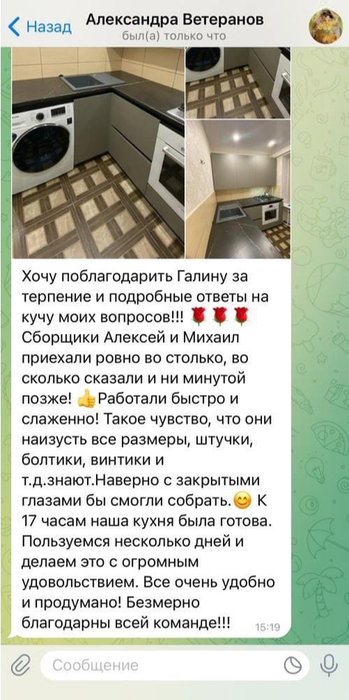 Назад
Александра Ветеранов
был(а) только что
Хочу поблагодарить Галину за
терпение и подробные ответы на
кучу моих вопросов!!! 🌹🌹🌹
Сборщики Алексей и Михаил
приехали ровно во столько, во
сколько сказали и ни минутой
позже! 👍Работали быстро и
слаженно! Такое чувство, что они
наизусть все размеры, штучки,
болтики, винтики и
т.д.знают.Наверно с закрытыми
глазами бы смогли собрать.😊 К
17 часам наша кухня была готова.
Пользуемся несколько дней и
делаем это с огромным
удовольствием. Все очень удобно
и продумано! Безмерно
благодарны всей команде!!!
15:19
Сообщение